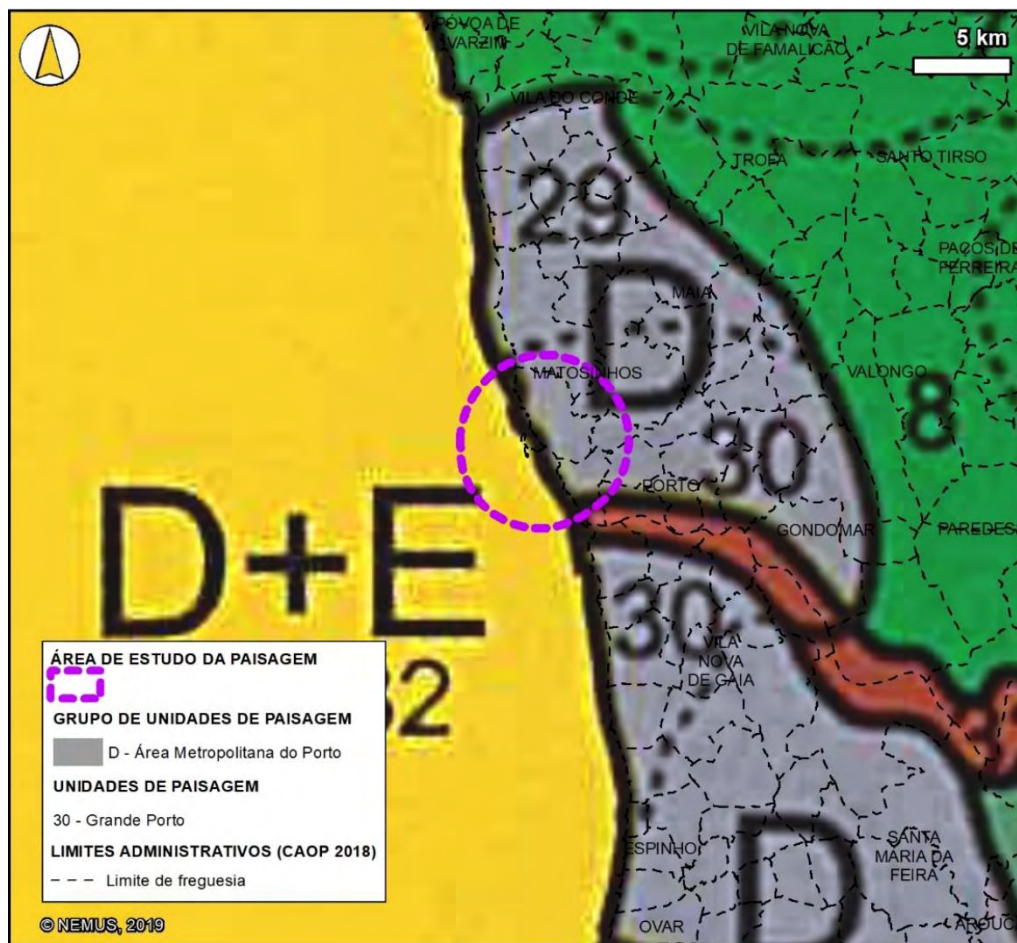 PÓVOA DE
VARZIM
VILA NOVA
DE FAMALICÃO
5 km
VILA DO CONDE
TROFA
SANTO TIRSO
29
PAÇOS DE
FERREIRA
D
MAIA
MATOSINHOS
VALONGO
8
30
PORTO
GONDOMAR
PAREDES
D+E
30
VILA
NOVA
DE GAIA
2
ÁREA DE ESTUDO DA PAISAGEM
GRUPO DE UNIDADES DE PAISAGEM
D - Área Metropolitana do Porto
UNIDADES DE PAISAGEM
30 - Grande Porto
LIMITES ADMINISTRATIVOS (CAOP 2018)
Limite de freguesia
ESPINHO
D
SANTA
MARIA DA
FEIRA
OVAR
AROUC
© NEMUS, 2019